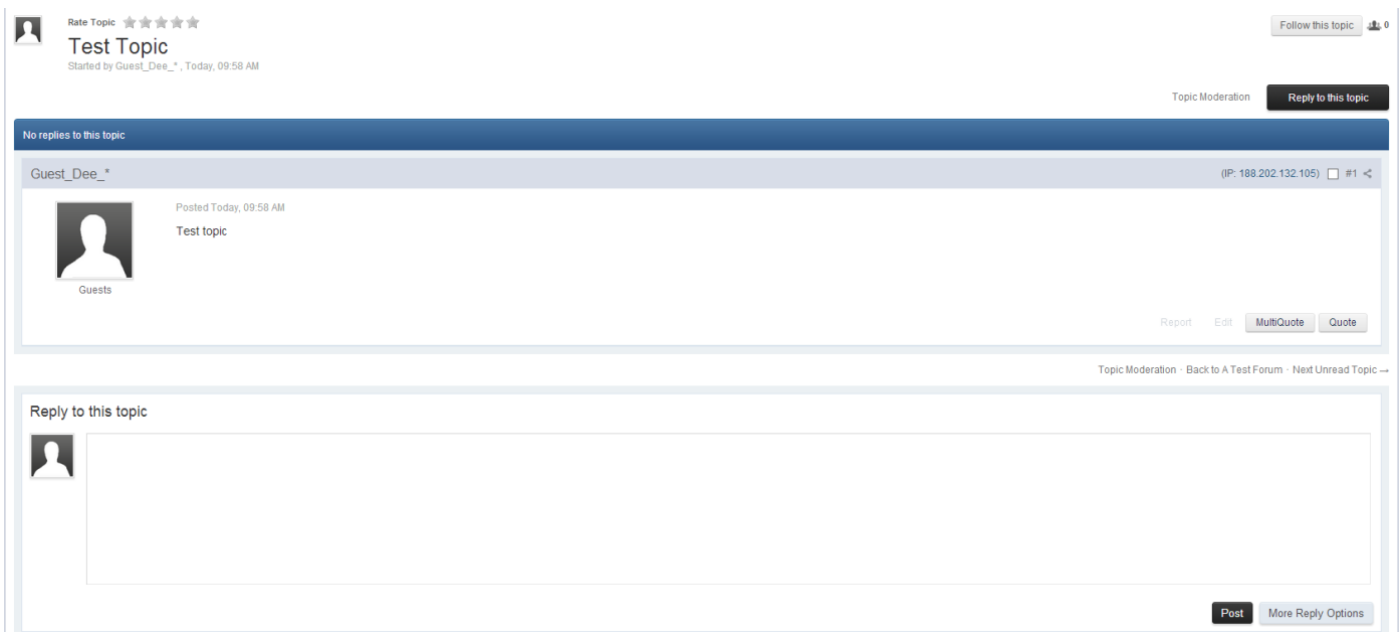 Rate Topic
Follow this topic 0
Test Topic
Started by Guest_Dee_* , Today, 09:58 AM
Topic Moderation Reply to this topic
No replies to this topic
Guest_Dee_* (IP: 188.202.132.105) #1
Posted Today, 09:58 AM
Test topic
Guests
Report Edit MultiQuote Quote
Topic Moderation · Back to A Test Forum · Next Unread Topic →
Reply to this topic
Post More Reply Options